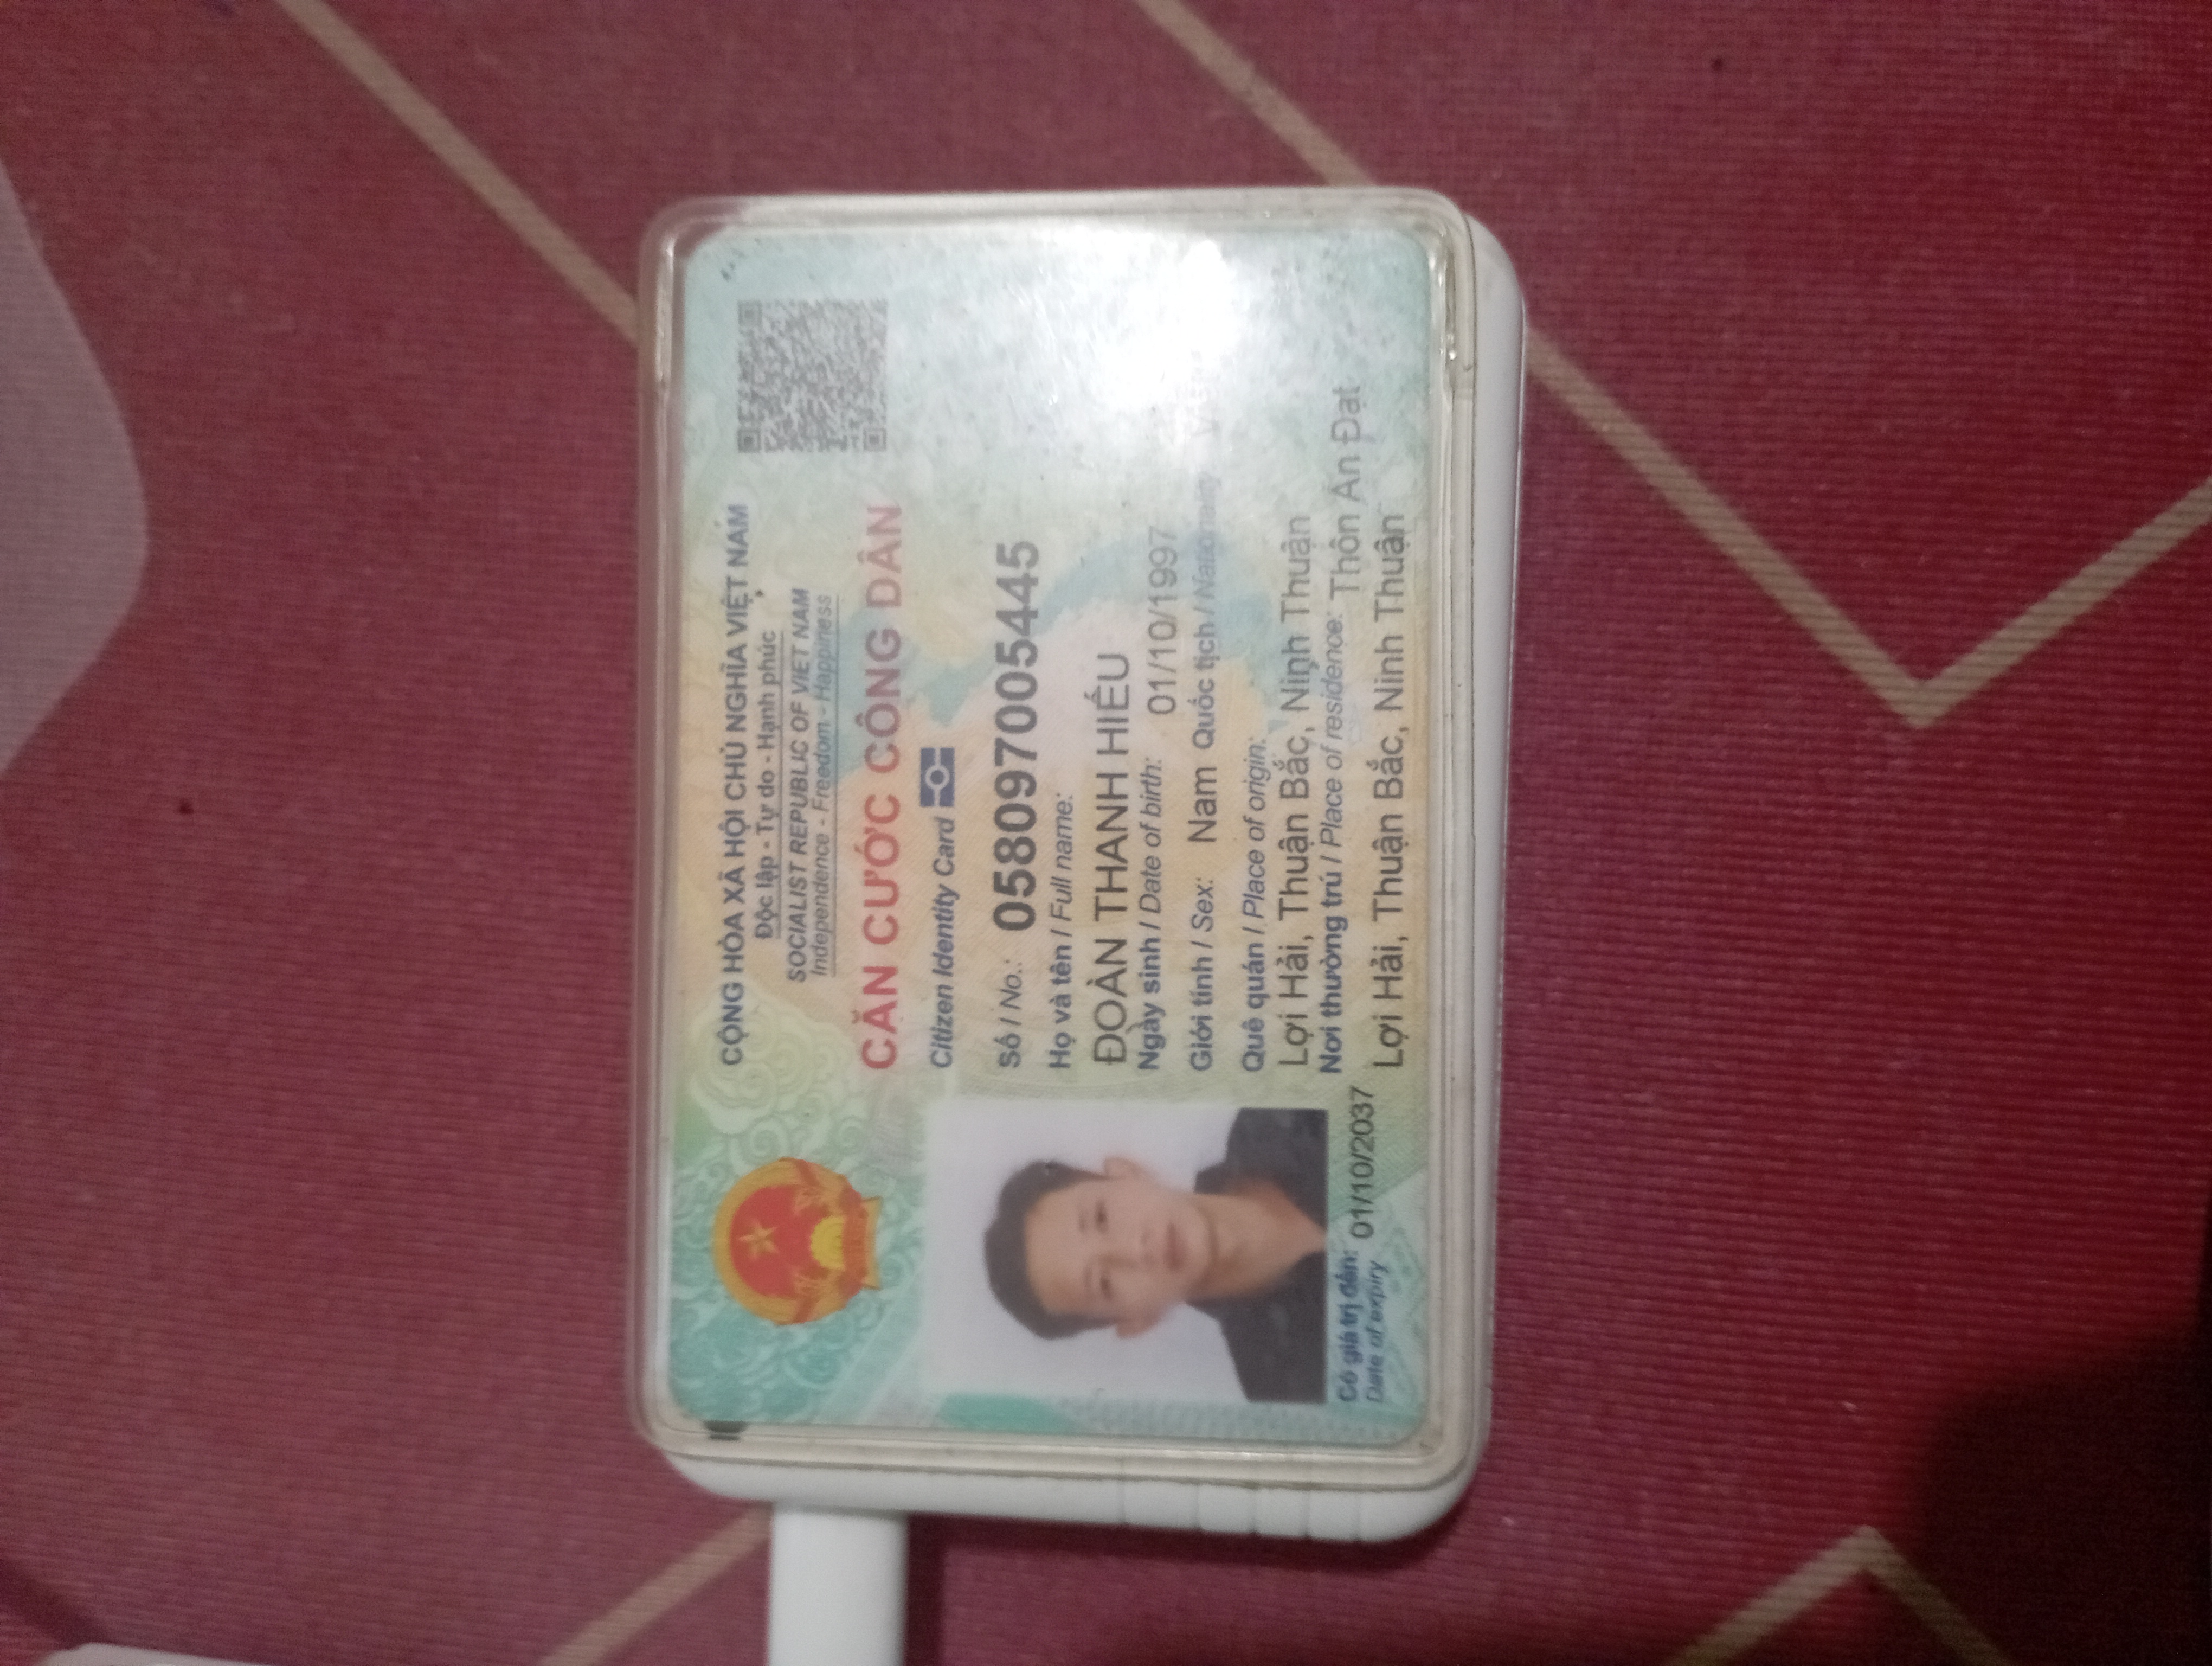 CỘNG HÒA XÃ HỘI CHỦ NGHĨA VIỆT NAM
Độc lập - Tự do - Hạnh phúc
SOCIALIST REPUBLIC OF VIET NAM
Independence - Freedom - Happiness
CĂN CƯỚC CÔNG DÂN
Citizen Identity Card
Số / No.: 058097005445
Họ và tên / Full name:
ĐOÀN THANH HIẾU
Ngày sinh / Date of birth: 01/10/1997
Giới tính / Sex: Nam Quốc tịch / Nationality
Quê quán / Place of origin:
Lợi Hải, Thuận Bắc, Ninh Thuận
Nơi thường trú / Place of residence: Thôn Ấn Đạt
Lợi Hải, Thuận Bắc, Ninh Thuận
Có giá trị đến: 01/10/2037
Date of expiry